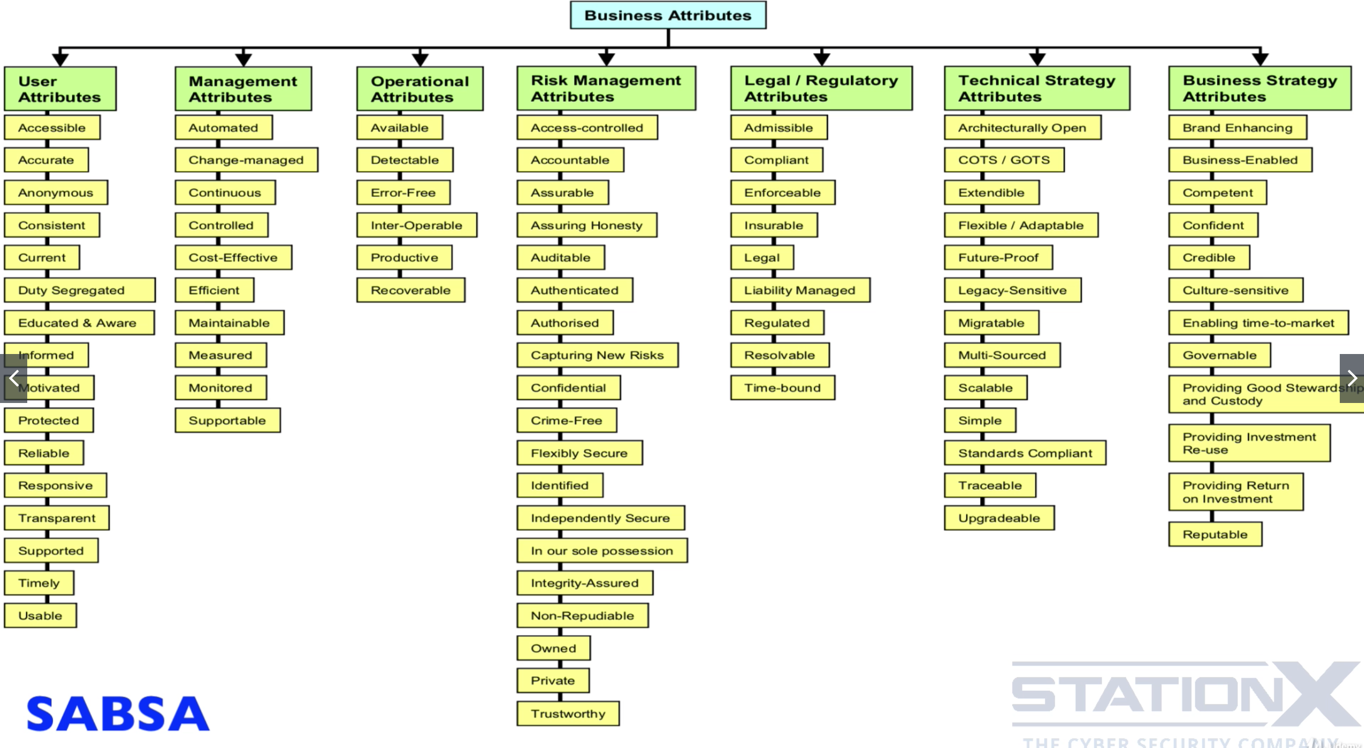 Business Attributes
User
Attributes
Accessible
Accurate
Anonymous
Consistent
Current
Duty Segregated
Educated & Aware
Informed
Motivated
Protected
Reliable
Responsive
Transparent
Supported
Timely
Usable
Management
Attributes
Automated
Change-managed
Continuous
Controlled
Cost-Effective
Efficient
Maintainable
Measured
Monitored
Supportable
Operational
Attributes
Available
Detectable
Error-Free
Inter-Operable
Productive
Recoverable
Risk Management
Attributes
Access-controlled
Accountable
Assurable
Assuring Honesty
Auditable
Authenticated
Authorised
Capturing New Risks
Confidential
Crime-Free
Flexibly Secure
Identified
Independently Secure
In our sole possession
Integrity-Assured
Non-Repudiable
Owned
Private
Trustworthy
Legal / Regulatory
Attributes
Admissible
Compliant
Enforceable
Insurable
Legal
Liability Managed
Regulated
Resolvable
Time-bound
Technical Strategy
Attributes
Architecturally Open
COTS / GOTS
Extendible
Flexible / Adaptable
Future-Proof
Legacy-Sensitive
Migratable
Multi-Sourced
Scalable
Simple
Standards Compliant
Traceable
Upgradeable
Business Strategy
Attributes
Brand Enhancing
Business-Enabled
Competent
Confident
Credible
Culture-sensitive
Enabling time-to-market
Governable
Providing Good Stewardship
and Custody
Providing Investment
Re-use
Providing Return
on Investment
Reputable
SABSA
STATIONX
THE CYBER SECURITY COMPANY